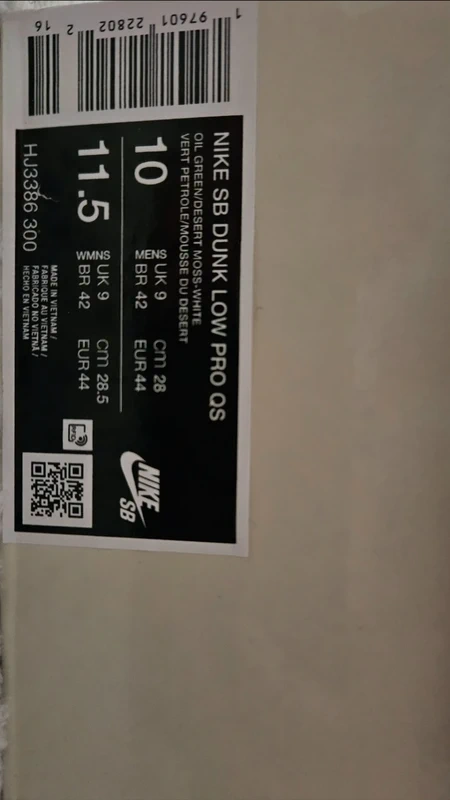 NIKE SB DUNK LOW PRO QS
OIL GREEN/DESERT MOSS-WHITE
VERT PETROLE/MOUSSE DU DESERT
10
MENS UK 9 cm 28
BR 42 EUR 44
11.5
WMNS UK 9 cm 28.5
BR 42 EUR 44
HJ3386 300
MADE IN VIETNAM /
FABRIQUE AU VIETNAM /
FABRICADO NO VIETNÃ /
HECHO EN VIETNAM
NIKE
SB
1 97601 22802 2 16